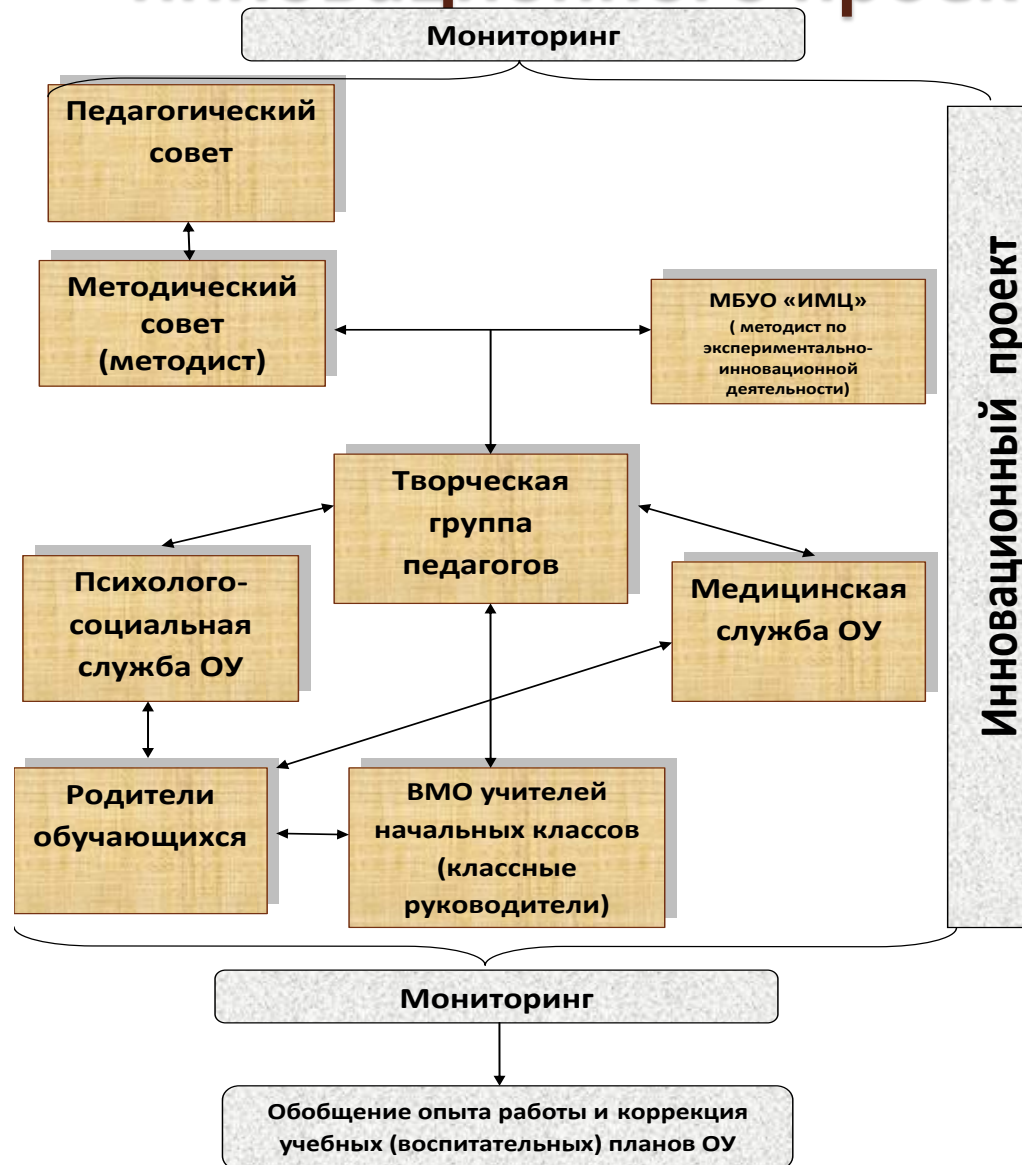 инновационного проек
Мониторинг
Педагогический
совет
Методический
совет
(методист)
МБУО «ИМЦ»
( методист по
экспериментально-
инновационной
деятельности)
Инновационный проект
Творческая
группа
педагогов
Психолого-
социальная
служба ОУ
Медицинская
служба ОУ
Родители
обучающихся
ВМО учителей
начальных классов
(классные
руководители)
Мониторинг
Обобщение опыта работы и коррекция
учебных (воспитательных) планов ОУ